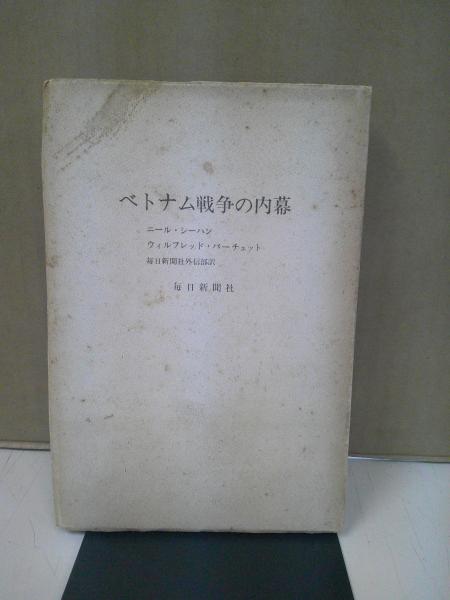 ベトナム戦争の内幕
ニール・シーハン
ウィルフレッド・バーチェット
毎日新聞社外信部訳
毎日新聞社